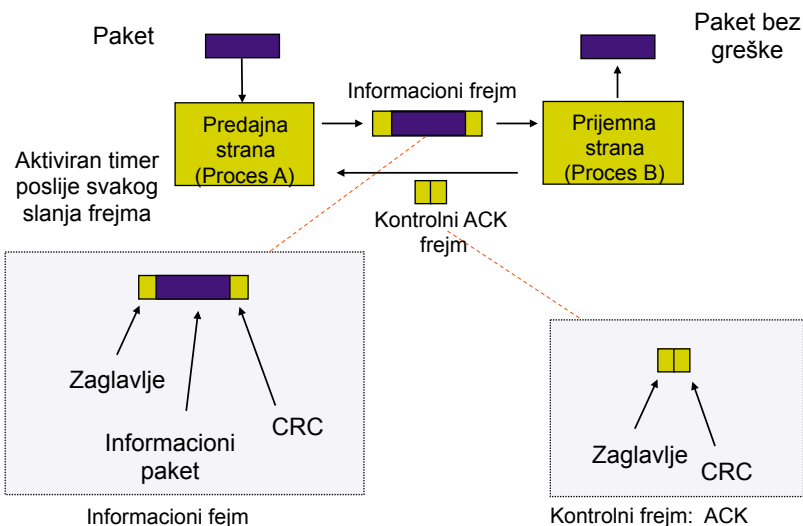 Paket
Paket bez
greške
Informacioni frejm
Predajna
strana
(Proces A)
Prijemna
strana
(Proces B)
Aktiviran timer
poslije svakog
slanja frejma
Kontrolni ACK
frejm
Zaglavlje
Informacioni
paket
CRC
Informacioni fejm
Zaglavlje
CRC
Kontrolni frejm: ACK